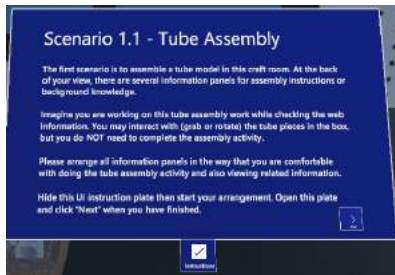 Scenario 1.1 - Tube Assembly
The first scenario is to assemble a tube model in this craft room. At the back
of your view, there are several information panels for assembly instructions or
background knowledge.
Imagine you are working on this tube assembly work while checking the web
information. You may interact with (grab or rotate) the tube pieces in the box,
but you do NOT need to complete the assembly activity.
Please arrange all information panels in the way that you are comfortable
with doing the tube assembly activity and also viewing related information.
Hide this UI instruction plate then start your arrangement. Open this plate
and click "Next" when you have finished.
Instructions